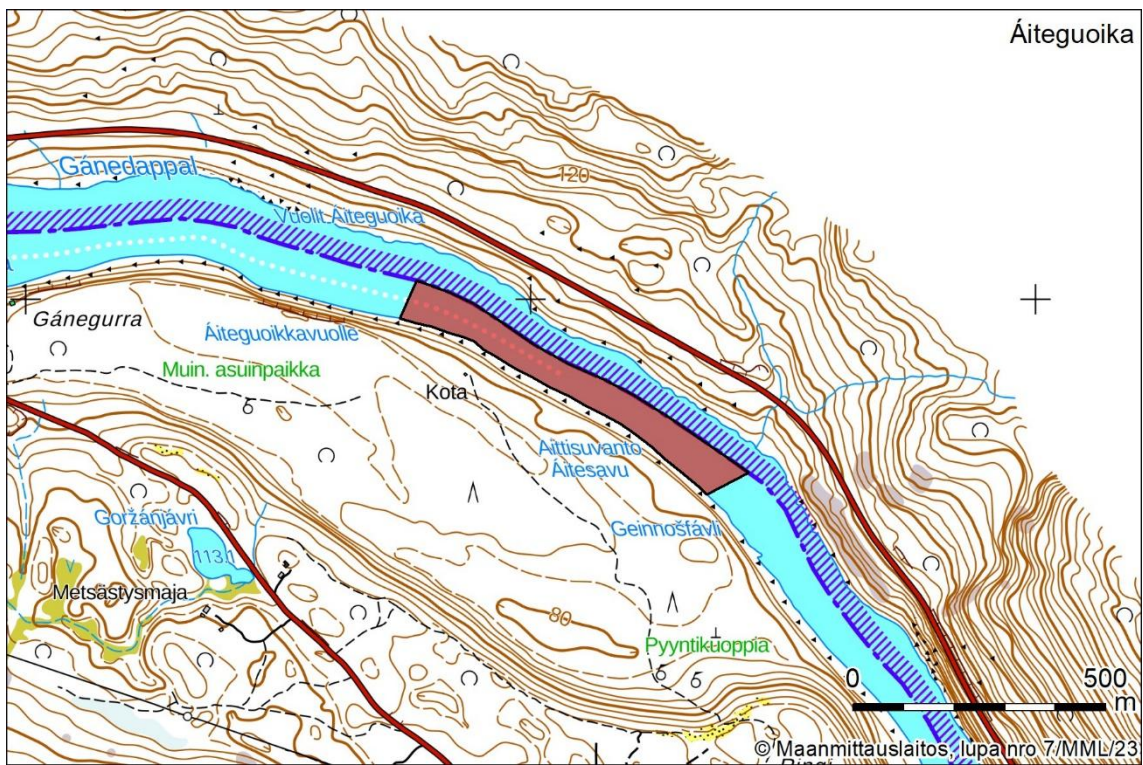 Áiteguoika
Gánedappal
120
Vuolit Áiteguoika
Gánegurra
Áiteguoikkavuolle
Muin. asuinpaikka
Kota
Aittisuvanto
Áitesavu
Goržánjávri
Geinnošfávli
113.1
Metsästysmaja
80
Pyyntikuoppia
0 500
m
© Maanmittauslaitos, lupa nro 7/MML/23